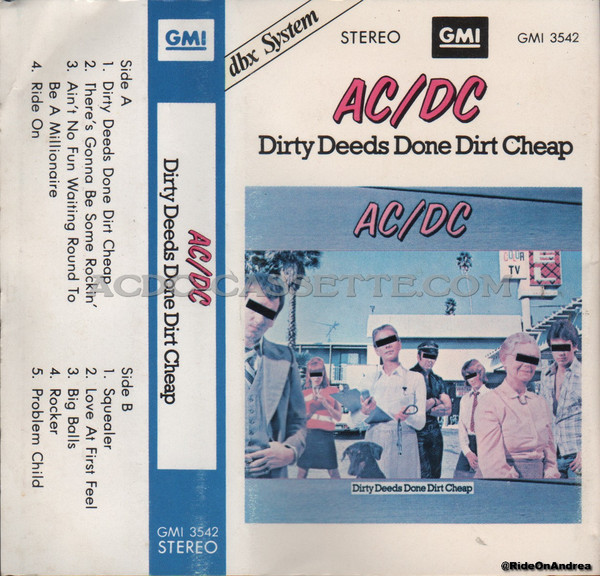 GMI
Side A
1. Dirty Deeds Done Dirt Cheap
2. There's Gonna Be Some Rockin'
3. Ain't No Fun Waiting Round To
Be A Millionaire
4. Ride On
Side B
1. Squealer
2. Love At First Feel
3. Big Balls
4. Rocker
5. Problem Child
AC/DC
Dirty Deeds Done Dirt Cheap
GMI 3542
STEREO
dbx System
STEREO
GMI
GMI 3542
AC/DC
Dirty Deeds Done Dirt Cheap
AC/DC
COLOR
TV
Dirty Deeds Done Dirt Cheap
ACDC-CASSETTE.COM
@RideOnAndrea